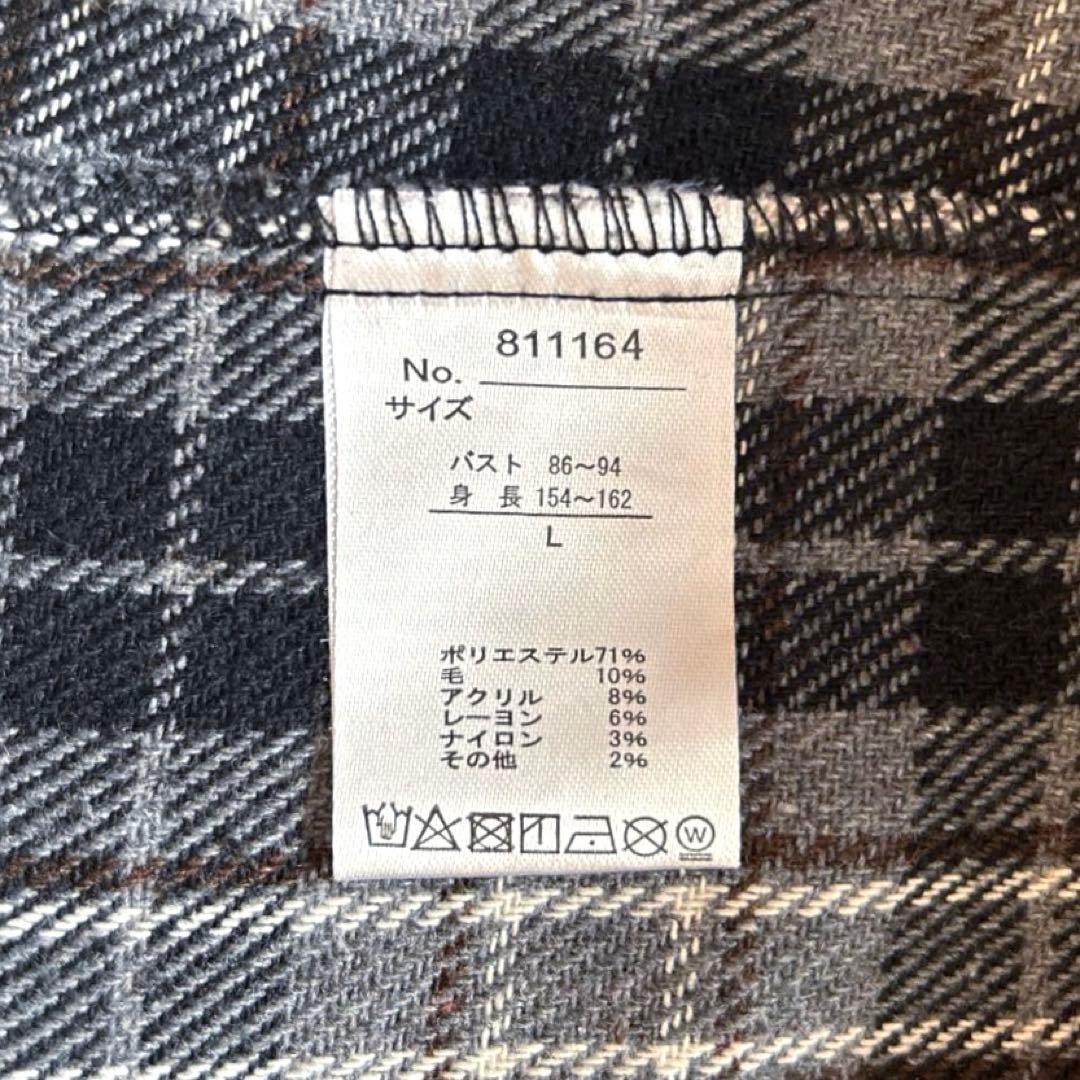 811164
No.
サイズ
バスト 86〜94
身 長 154〜162
L
ポリエステル71%
毛 10%
アクリル 8%
レーヨン 6%
ナイロン 3%
その他 2%
W